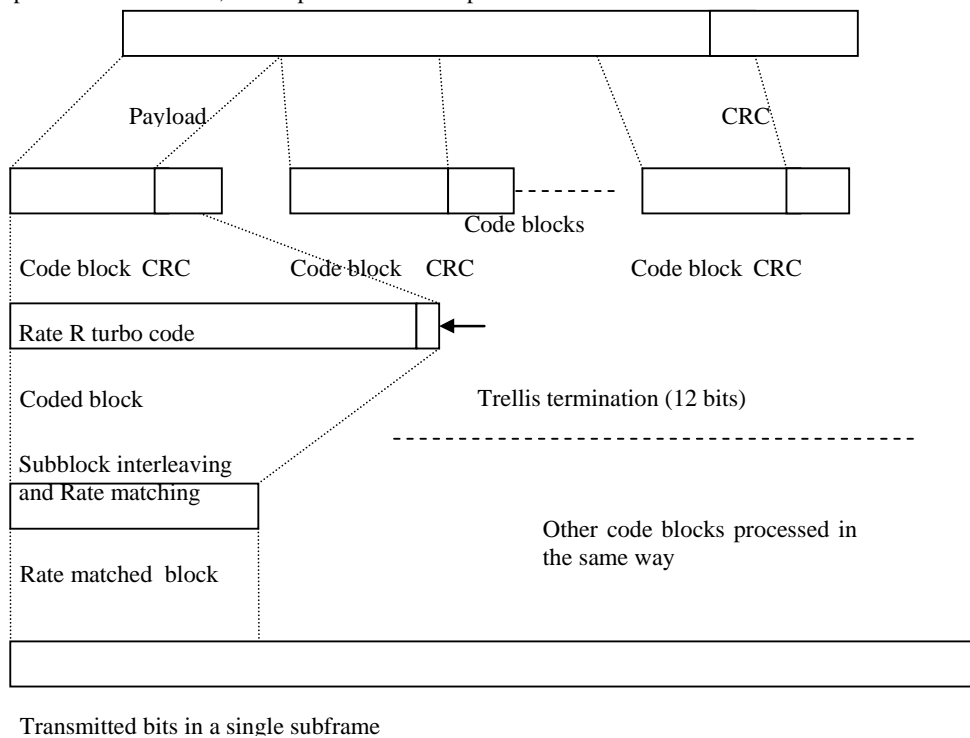 Payload
CRC
Code blocks
Code block CRC
Code block CRC
Code block CRC
Rate R turbo code
Coded block
Trellis termination (12 bits)
Subblock interleaving
and Rate matching
Other code blocks processed in
the same way
Rate matched block
Transmitted bits in a single subframe